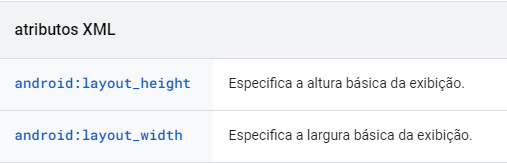 atributos XML
android:layout_height Especifica a altura básica da exibição.
android:layout_width Especifica a largura básica da exibição.